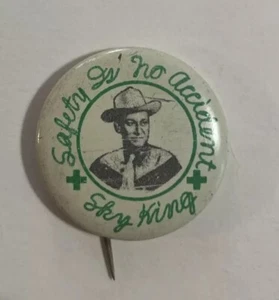 Safety Is No Accident
Sky King